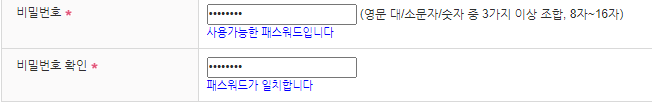 비밀번호 * •••••••• (영문 대/소문자/숫자 중 3가지 이상 조합, 8자~16자)
사용가능한 패스워드입니다
비밀번호 확인 * ••••••••
패스워드가 일치합니다